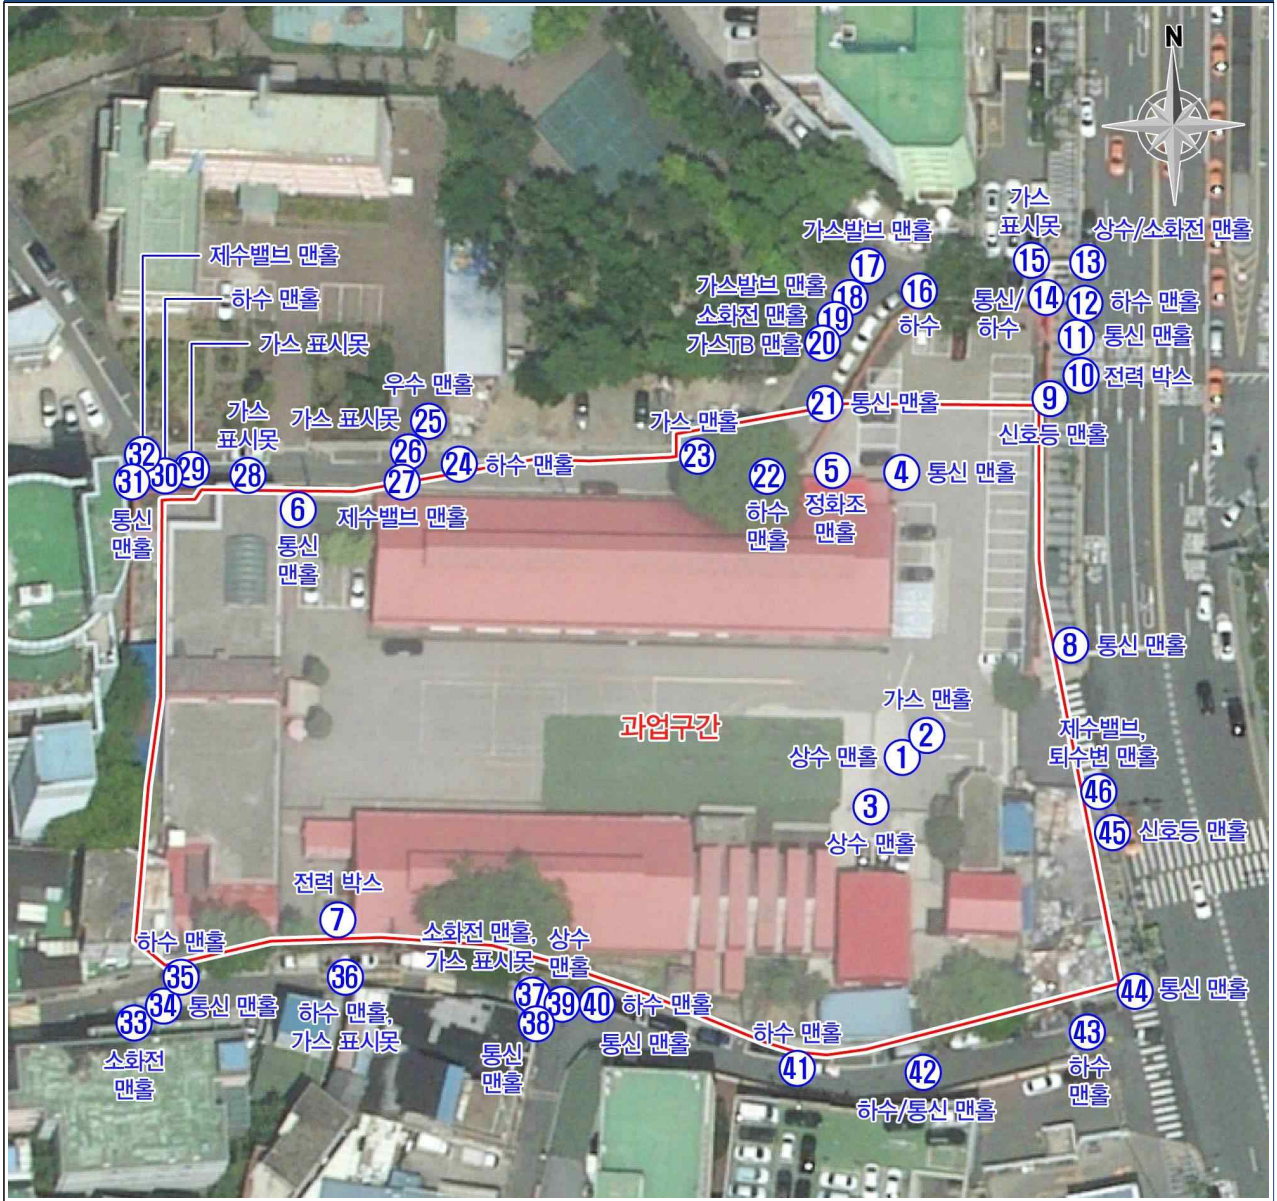 N
가스
표시못
상수/소화전 맨홀
가스발브 맨홀
15
13
17
제수밸브 맨홀
가스발브 맨홀
18
16
통신/
하수
14
12
하수 맨홀
하수 맨홀
소화전 맨홀
19
하수
11
통신 맨홀
가스 표시못
가스TB 맨홀
20
10
전력 박스
우수 맨홀
가스
표시못
가스 표시못
25
가스 맨홀
21
통신 맨홀
9
신호등 맨홀
32
31
30
29
28
26
27
24
하수 맨홀
23
22
5
4
통신 맨홀
통신
맨홀
6
통신
맨홀
제수밸브 맨홀
하수
맨홀
정화조
맨홀
8
통신 맨홀
과업구간
가스 맨홀
2
상수 맨홀
1
제수밸브,
퇴수변 맨홀
3
상수 맨홀
46
45
신호등 맨홀
전력 박스
7
하수 맨홀
소화전 맨홀,
가스 표시못
상수
맨홀
35
36
34
통신 맨홀
33
소화전
맨홀
하수 맨홀,
가스 표시못
37
39
40
하수 맨홀
38
통신
맨홀
통신 맨홀
하수 맨홀
41
42
하수/통신 맨홀
44
통신 맨홀
43
하수
맨홀